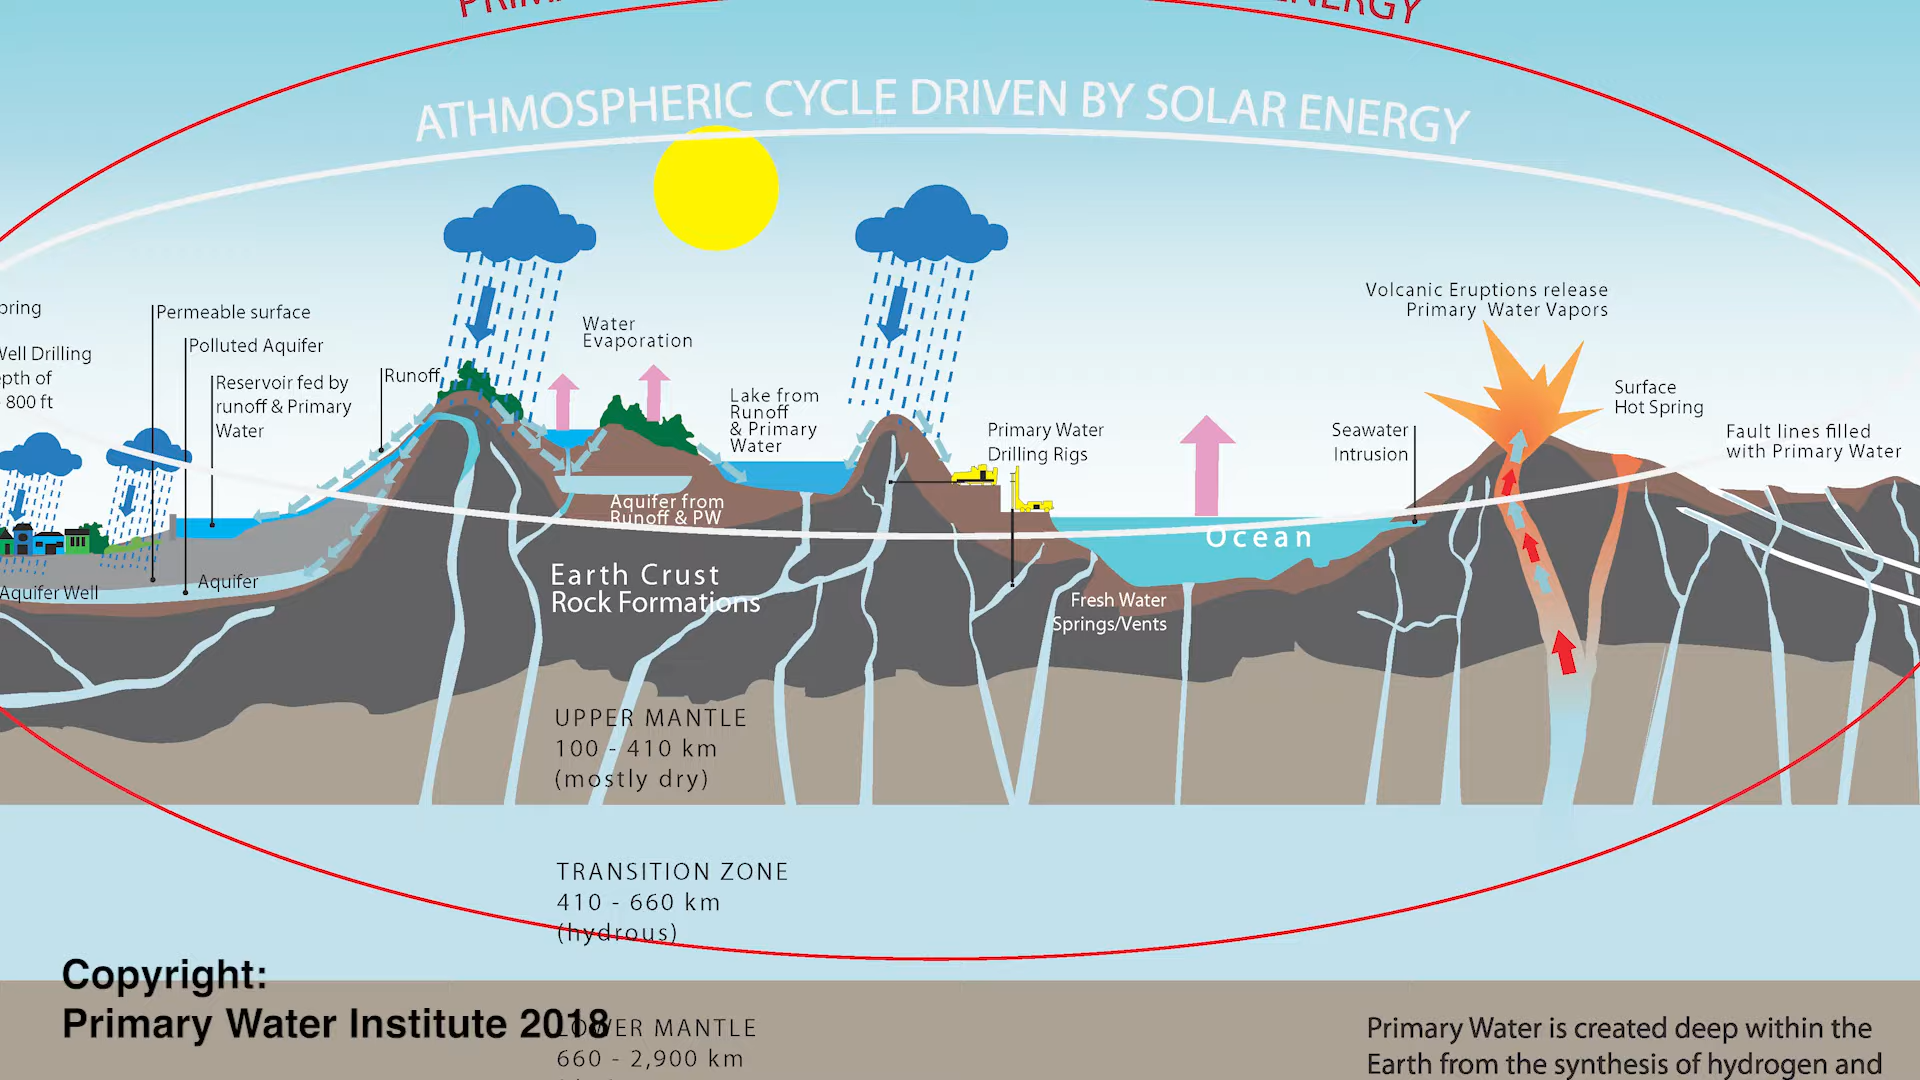 ATHMOSPHERIC CYCLE DRIVEN BY SOLAR ENERGY
Volcanic Eruptions release
Primary Water Vapors
Permeable surface
Polluted Aquifer
Reservoir fed by
runoff & Primary
Water
Runoff
Water
Evaporation
Lake from
Runoff
& Primary
Water
Primary Water
Drilling Rigs
Seawater
Intrusion
Surface
Hot Spring
Fault lines filled
with Primary Water
800 ft
Aquifer from
Runoff & PW
Ocean
Aquifer Well
Aquifer
Earth Crust
Rock Formations
Fresh Water
Springs/Vents
UPPER MANTLE
100 - 410 km
(mostly dry)
TRANSITION ZONE
410 - 660 km
(hydrous)
Copyright:
Primary Water Institute 2018
LOWER MANTLE
660 - 2,900 km
Primary Water is created deep within the
Earth from the synthesis of hydrogen and